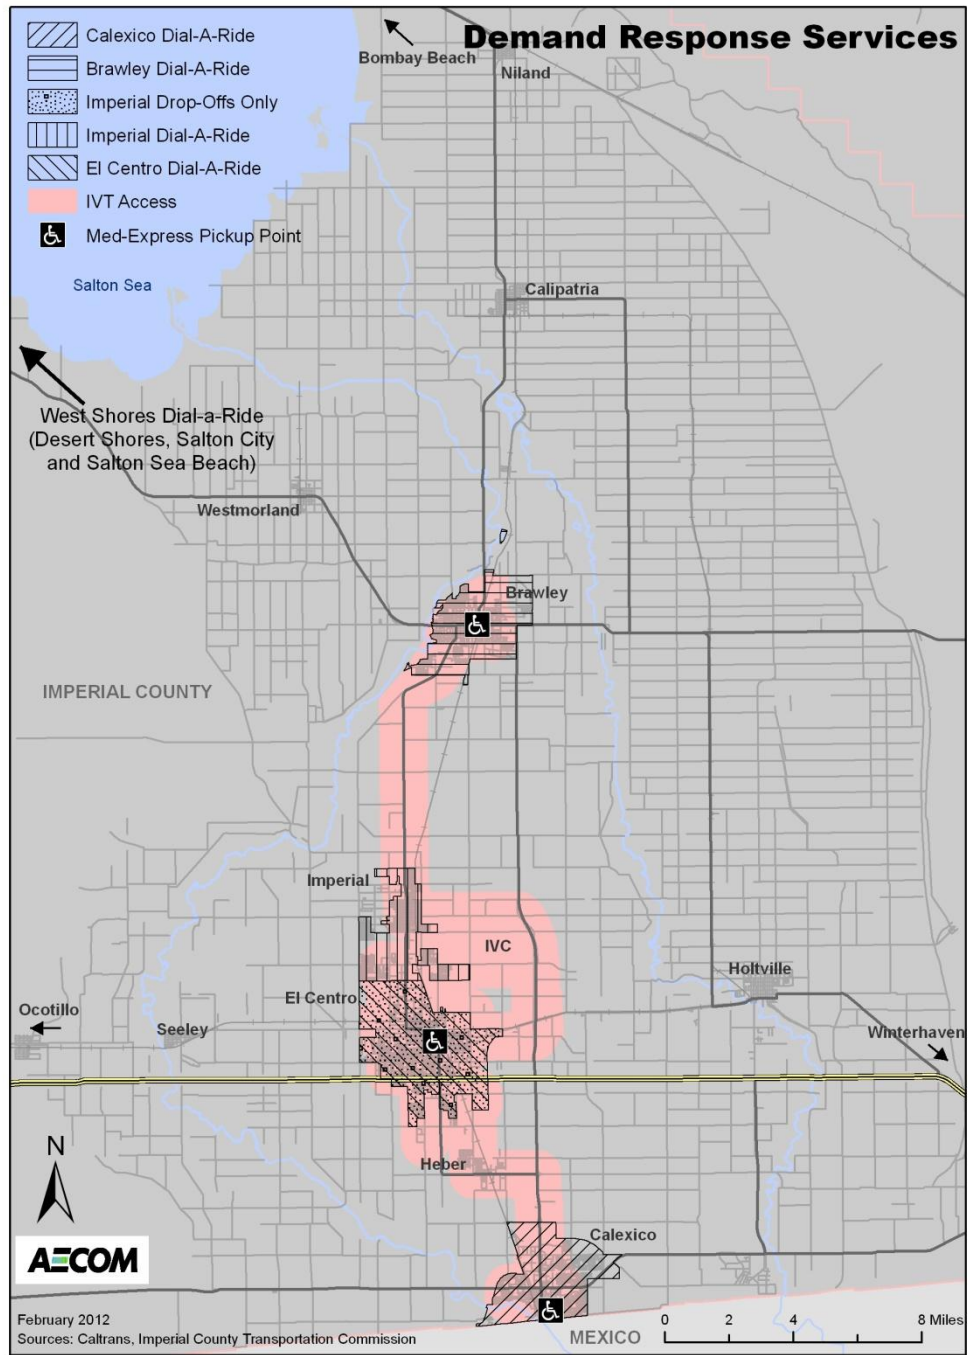 Demand Response Services
Calexico Dial-A-Ride
Brawley Dial-A-Ride
Imperial Drop-Offs Only
Imperial Dial-A-Ride
El Centro Dial-A-Ride
IVT Access
Med-Express Pickup Point
Bombay Beach
Niland
Salton Sea
Calipatria
West Shores Dial-a-Ride
(Desert Shores, Salton City
and Salton Sea Beach)
Westmorland
Brawley
IMPERIAL COUNTY
Imperial
IVC
Holtville
El Centro
Ocotillo
Seeley
Winterhaven
N
Heber
Calexico
AECOM
February 2012
Sources: Caltrans, Imperial County Transportation Commission
MEXICO
0 2 4 8 Miles